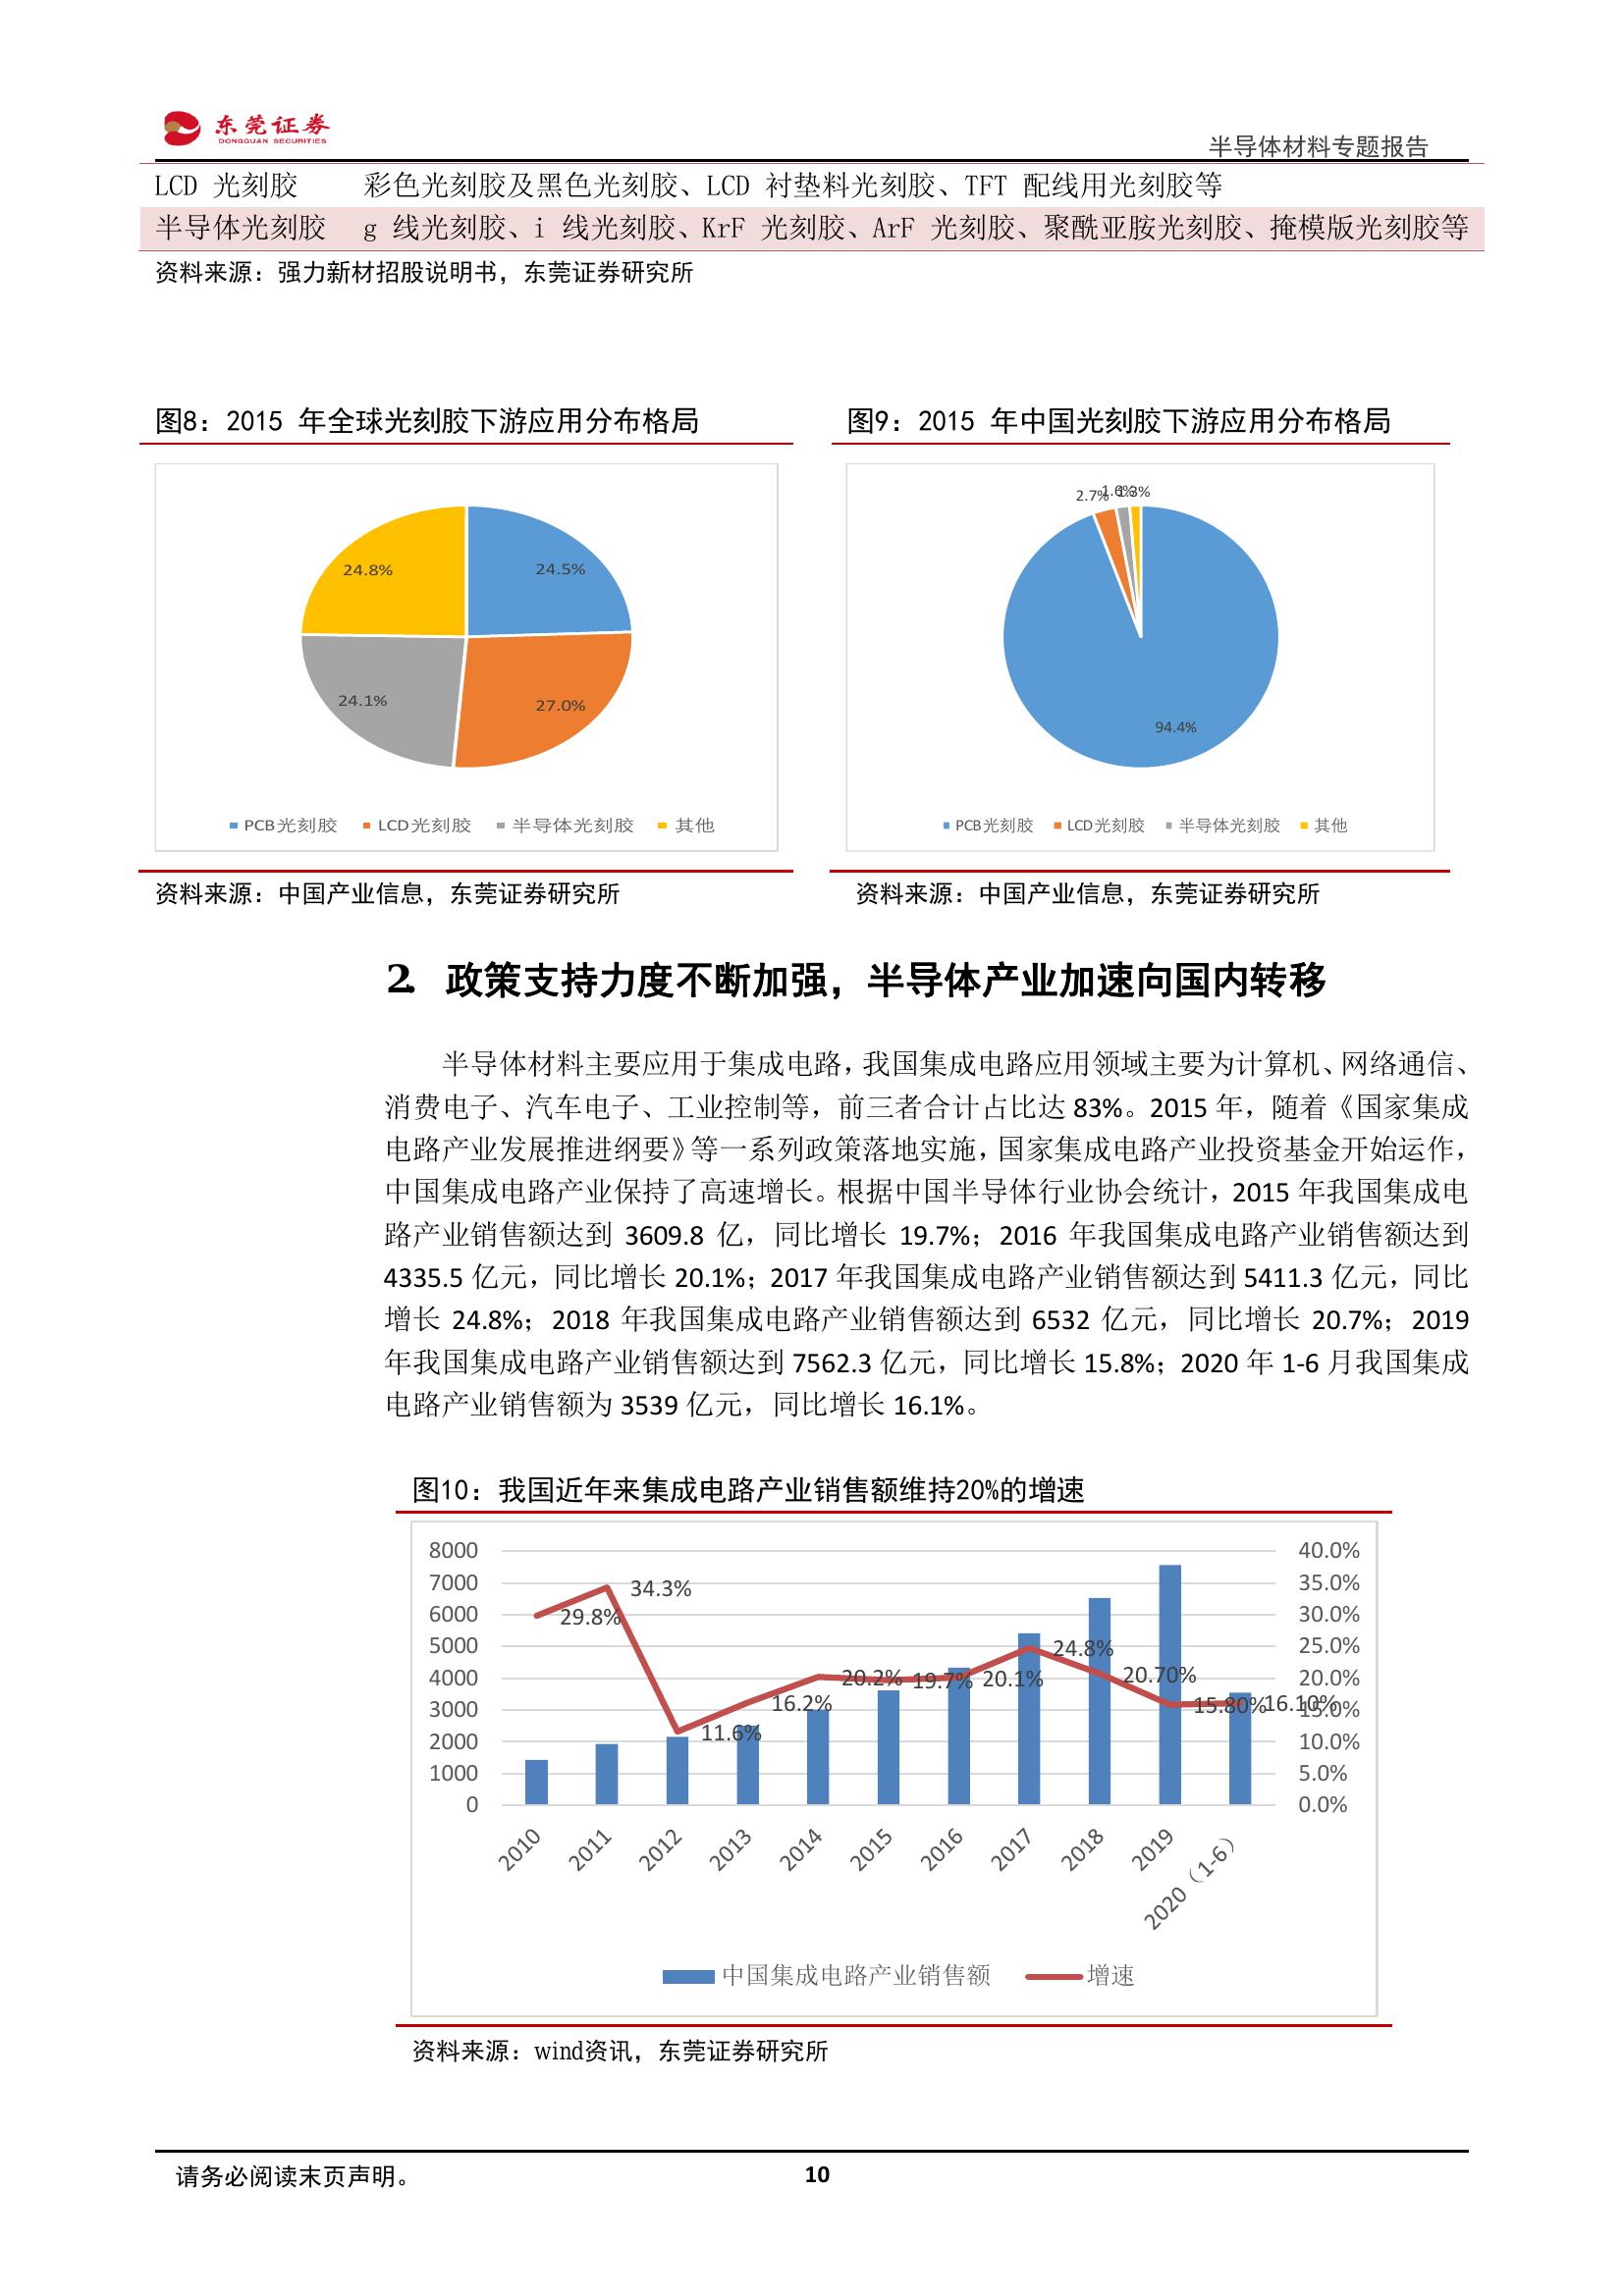 东莞证券
DONGGUAN SECURITIES
半导体材料专题报告
LCD 光刻胶 彩色光刻胶及黑色光刻胶、LCD 衬垫料光刻胶、TFT 配线用光刻胶等
半导体光刻胶 g 线光刻胶、i 线光刻胶、KrF 光刻胶、ArF 光刻胶、聚酰亚胺光刻胶、掩模版光刻胶等
资料来源：强力新材招股说明书，东莞证券研究所
图8：2015 年全球光刻胶下游应用分布格局
24.8%
24.5%
24.1%
27.0%
PCB光刻胶 LCD光刻胶 半导体光刻胶 其他
资料来源：中国产业信息，东莞证券研究所
图9：2015 年中国光刻胶下游应用分布格局
2.7% 1.6% 1.3%
94.4%
PCB光刻胶 LCD光刻胶 半导体光刻胶 其他
资料来源：中国产业信息，东莞证券研究所
2. 政策支持力度不断加强，半导体产业加速向国内转移
半导体材料主要应用于集成电路，我国集成电路应用领域主要为计算机、网络通信、
消费电子、汽车电子、工业控制等，前三者合计占比达 83%。2015 年，随着《国家集成
电路产业发展推进纲要》等一系列政策落地实施，国家集成电路产业投资基金开始运作，
中国集成电路产业保持了高速增长。根据中国半导体行业协会统计，2015 年我国集成电
路产业销售额达到 3609.8 亿，同比增长 19.7%；2016 年我国集成电路产业销售额达到
4335.5 亿元，同比增长 20.1%；2017 年我国集成电路产业销售额达到 5411.3 亿元，同比
增长 24.8%；2018 年我国集成电路产业销售额达到 6532 亿元，同比增长 20.7%；2019
年我国集成电路产业销售额达到 7562.3 亿元，同比增长 15.8%；2020 年 1-6 月我国集成
电路产业销售额为 3539 亿元，同比增长 16.1%。
图10：我国近年来集成电路产业销售额维持20%的增速
8000
7000
6000
5000
4000
3000
2000
1000
0
29.8%
34.3%
11.6%
16.2%
20.2%
19.7%
20.1%
24.8%
20.70%
15.80%
16.10%
40.0%
35.0%
30.0%
25.0%
20.0%
15.0%
10.0%
5.0%
0.0%
2010
2011
2012
2013
2014
2015
2016
2017
2018
2019
2020（1-6）
中国集成电路产业销售额 增速
资料来源：wind资讯，东莞证券研究所
请务必阅读末页声明。
10